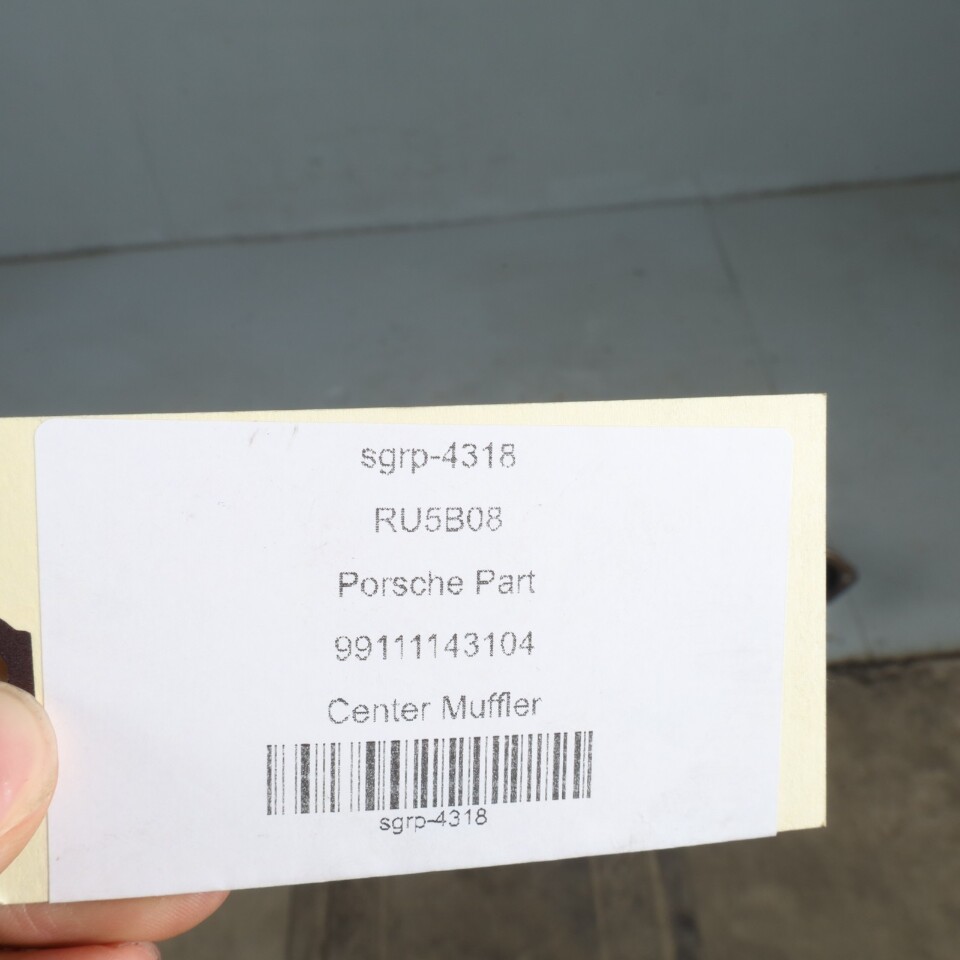 sgrp-4318
RU5B08
Porsche Part
99111143104
Center Muffler
sgrp-4318